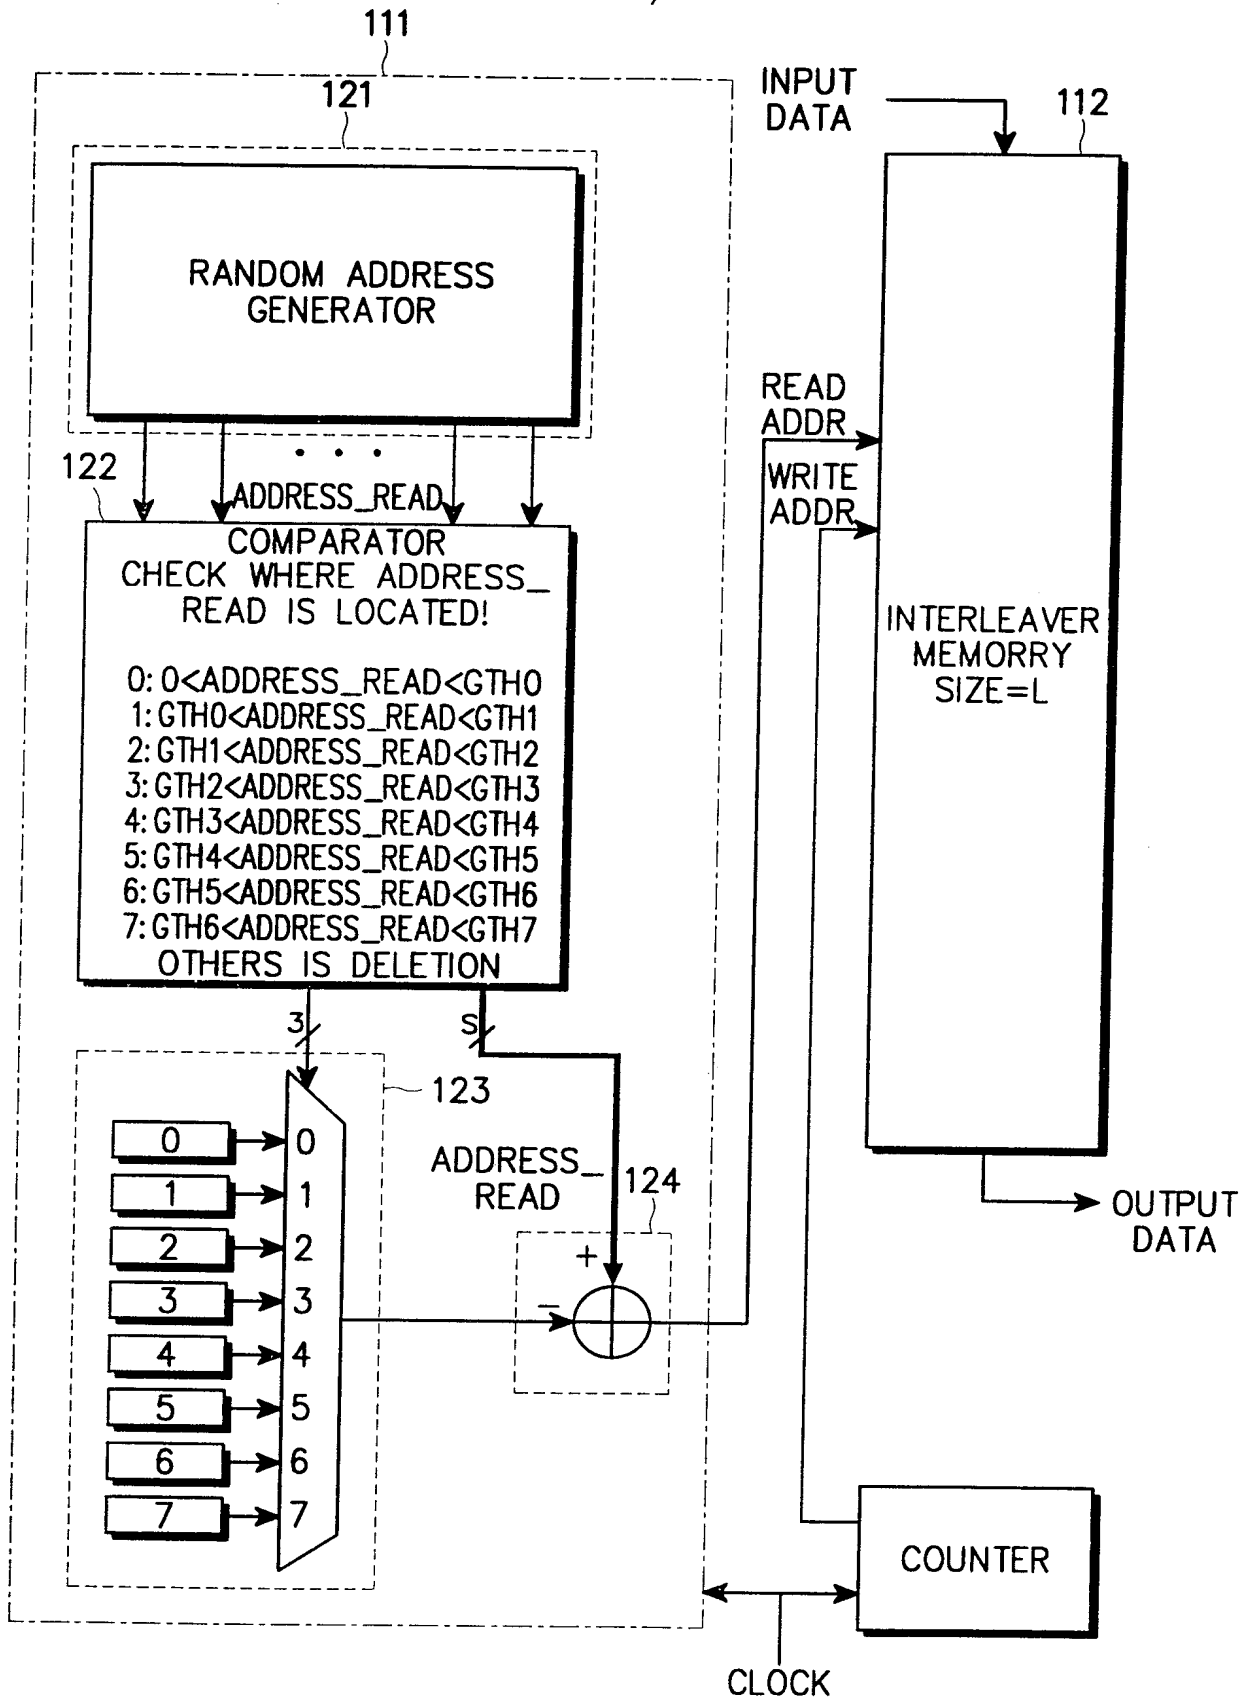 111
121
RANDOM ADDRESS
GENERATOR
• • •
122
ADDRESS_READ
COMPARATOR
CHECK WHERE ADDRESS_
READ IS LOCATED!
0: 0<ADDRESS_READ<GTH0
1: GTH0<ADDRESS_READ<GTH1
2: GTH1<ADDRESS_READ<GTH2
3: GTH2<ADDRESS_READ<GTH3
4: GTH3<ADDRESS_READ<GTH4
5: GTH4<ADDRESS_READ<GTH5
6: GTH5<ADDRESS_READ<GTH6
7: GTH6<ADDRESS_READ<GTH7
OTHERS IS DELETION
3
S
123
0 0
1 1
2 2
3 3
4 4
5 5
6 6
7 7
ADDRESS_
READ
124
+
−
INPUT
DATA
112
READ
ADDR
WRITE
ADDR
INTERLEAVER
MEMORRY
SIZE=L
OUTPUT
DATA
COUNTER
CLOCK